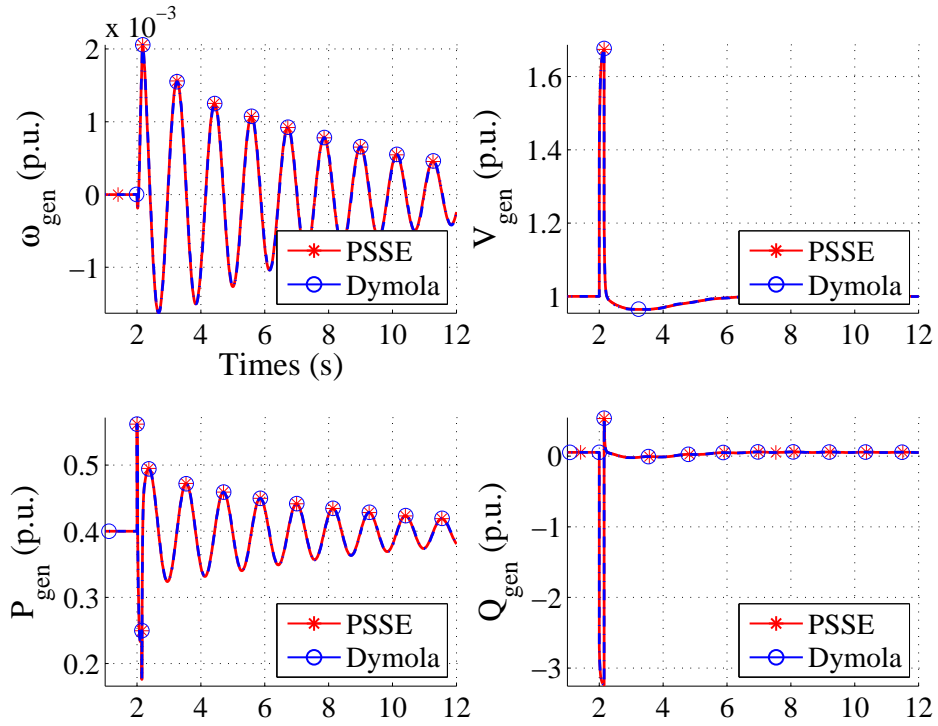 x 10⁻³
2
1
0
−1
ω_gen (p.u.)
PSSE
Dymola
2 4 6 8 10 12
Times (s)
1.6
1.4
1.2
1
V_gen (p.u.)
PSSE
Dymola
2 4 6 8 10 12
0.5
0.4
0.3
0.2
P_gen (p.u.)
PSSE
Dymola
2 4 6 8 10 12
0
−1
−2
−3
Q_gen (p.u.)
PSSE
Dymola
2 4 6 8 10 12